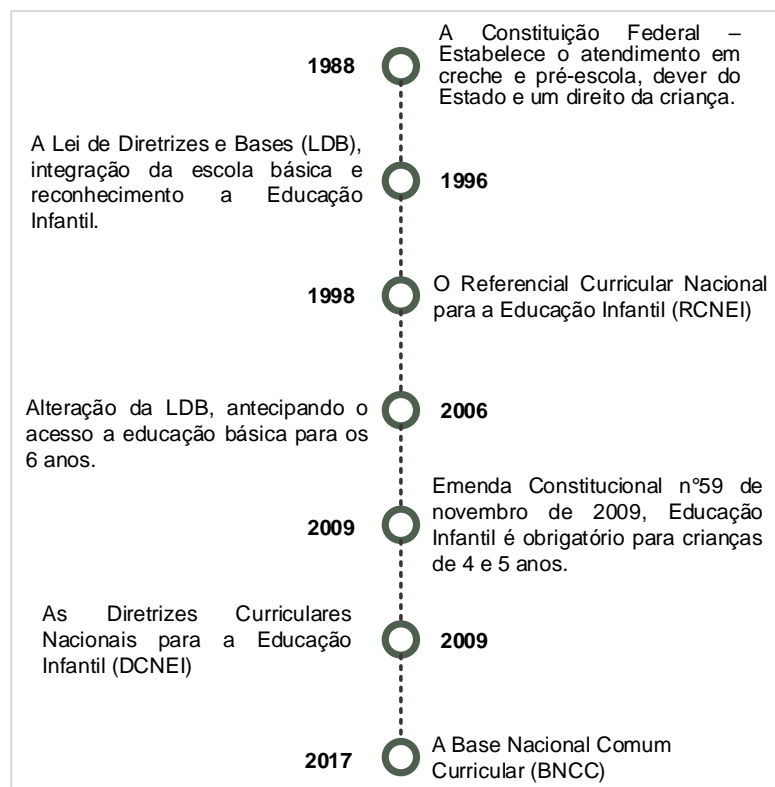 A Constituição Federal –
Estabelece o atendimento em
creche e pré-escola, dever do
Estado e um direito da criança.
1988
A Lei de Diretrizes e Bases (LDB),
integração da escola básica e
reconhecimento a Educação
Infantil.
1996
1998
O Referencial Curricular Nacional
para a Educação Infantil (RCNEI)
Alteração da LDB, antecipando o
acesso a educação básica para os
6 anos.
2006
Emenda Constitucional n°59 de
novembro de 2009, Educação
Infantil é obrigatório para crianças
de 4 e 5 anos.
2009
As Diretrizes Curriculares
Nacionais para a Educação
Infantil (DCNEI)
2009
2017
A Base Nacional Comum
Curricular (BNCC)